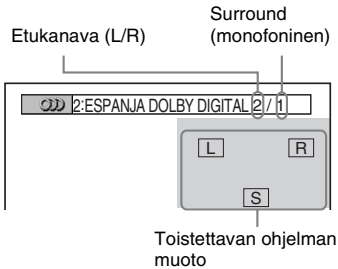 Surround
Etukanava (L/R) (monofoninen)
2:ESPANJA DOLBY DIGITAL 2 / 1
L R
S
Toistettavan ohjelman
muoto